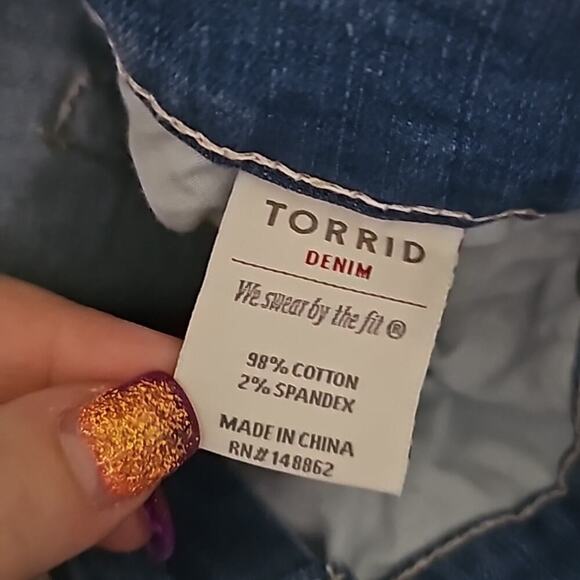 TORRID
DENIM
We swear by the fit®
98% COTTON
2% SPANDEX
MADE IN CHINA
RN# 148862